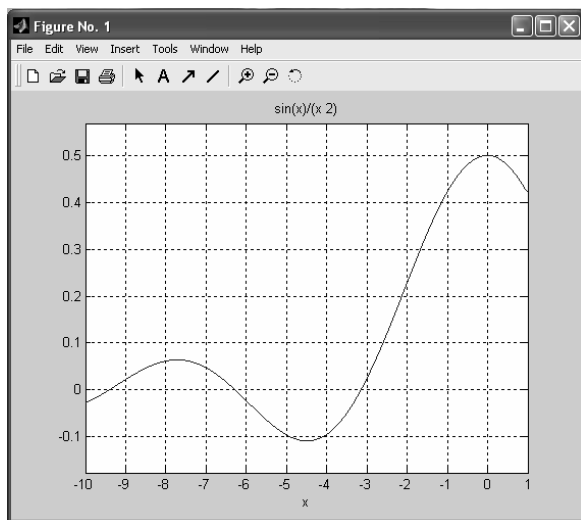 Figure No. 1
File Edit View Insert Tools Window Help
A
sin(x)/(x 2)
0.5
0.4
0.3
0.2
0.1
0
-0.1
-10 -9 -8 -7 -6 -5 -4 -3 -2 -1 0 1
x